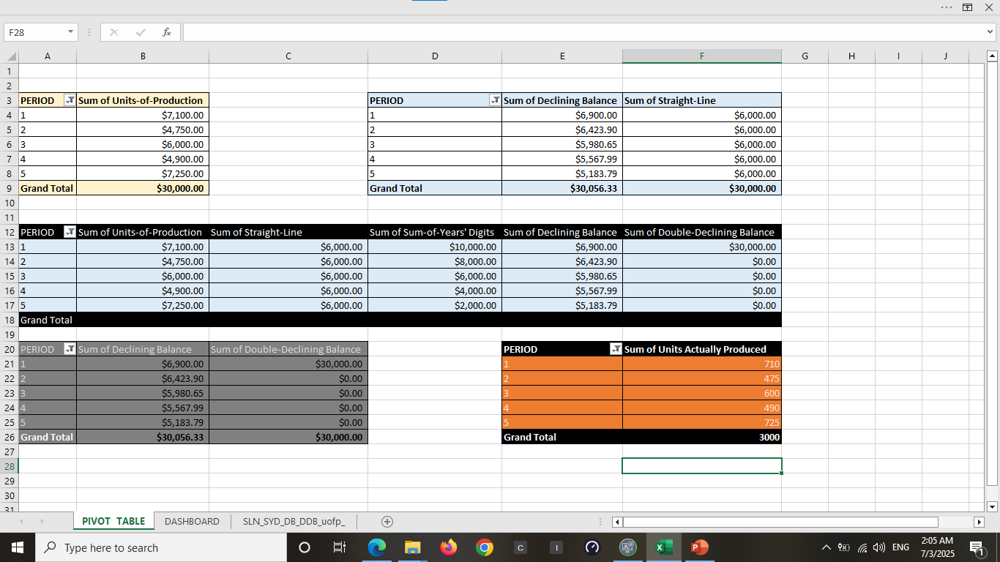 F28 fx
A B C D E F G H I J
1
2
3 PERIOD Sum of Units-of-Production PERIOD Sum of Declining Balance Sum of Straight-Line
4 1 $7,100.00 1 $6,900.00 $6,000.00
5 2 $4,750.00 2 $6,423.90 $6,000.00
6 3 $6,000.00 3 $5,980.65 $6,000.00
7 4 $4,900.00 4 $5,567.99 $6,000.00
8 5 $7,250.00 5 $5,183.79 $6,000.00
9 Grand Total $30,000.00 Grand Total $30,056.33 $30,000.00
10
11
12 PERIOD Sum of Units-of-Production Sum of Straight-Line Sum of Sum-of-Years' Digits Sum of Declining Balance Sum of Double-Declining Balance
13 1 $7,100.00 $6,000.00 $10,000.00 $6,900.00 $30,000.00
14 2 $4,750.00 $6,000.00 $8,000.00 $6,423.90 $0.00
15 3 $6,000.00 $6,000.00 $6,000.00 $5,980.65 $0.00
16 4 $4,900.00 $6,000.00 $4,000.00 $5,567.99 $0.00
17 5 $7,250.00 $6,000.00 $2,000.00 $5,183.79 $0.00
18 Grand Total
19
20 PERIOD Sum of Declining Balance Sum of Double-Declining Balance PERIOD Sum of Units Actually Produced
21 1 $6,900.00 $30,000.00 1 710
22 2 $6,423.90 $0.00 2 475
23 3 $5,980.65 $0.00 3 600
24 4 $5,567.99 $0.00 4 490
25 5 $5,183.79 $0.00 5 725
26 Grand Total $30,056.33 $30,000.00 Grand Total 3000
27
28
29
30
31
PIVOT TABLE DASHBOARD SLN_SYD_DB_DDB_uofp_
Type here to search C I ENG 2:05 AM
7/3/2025 1